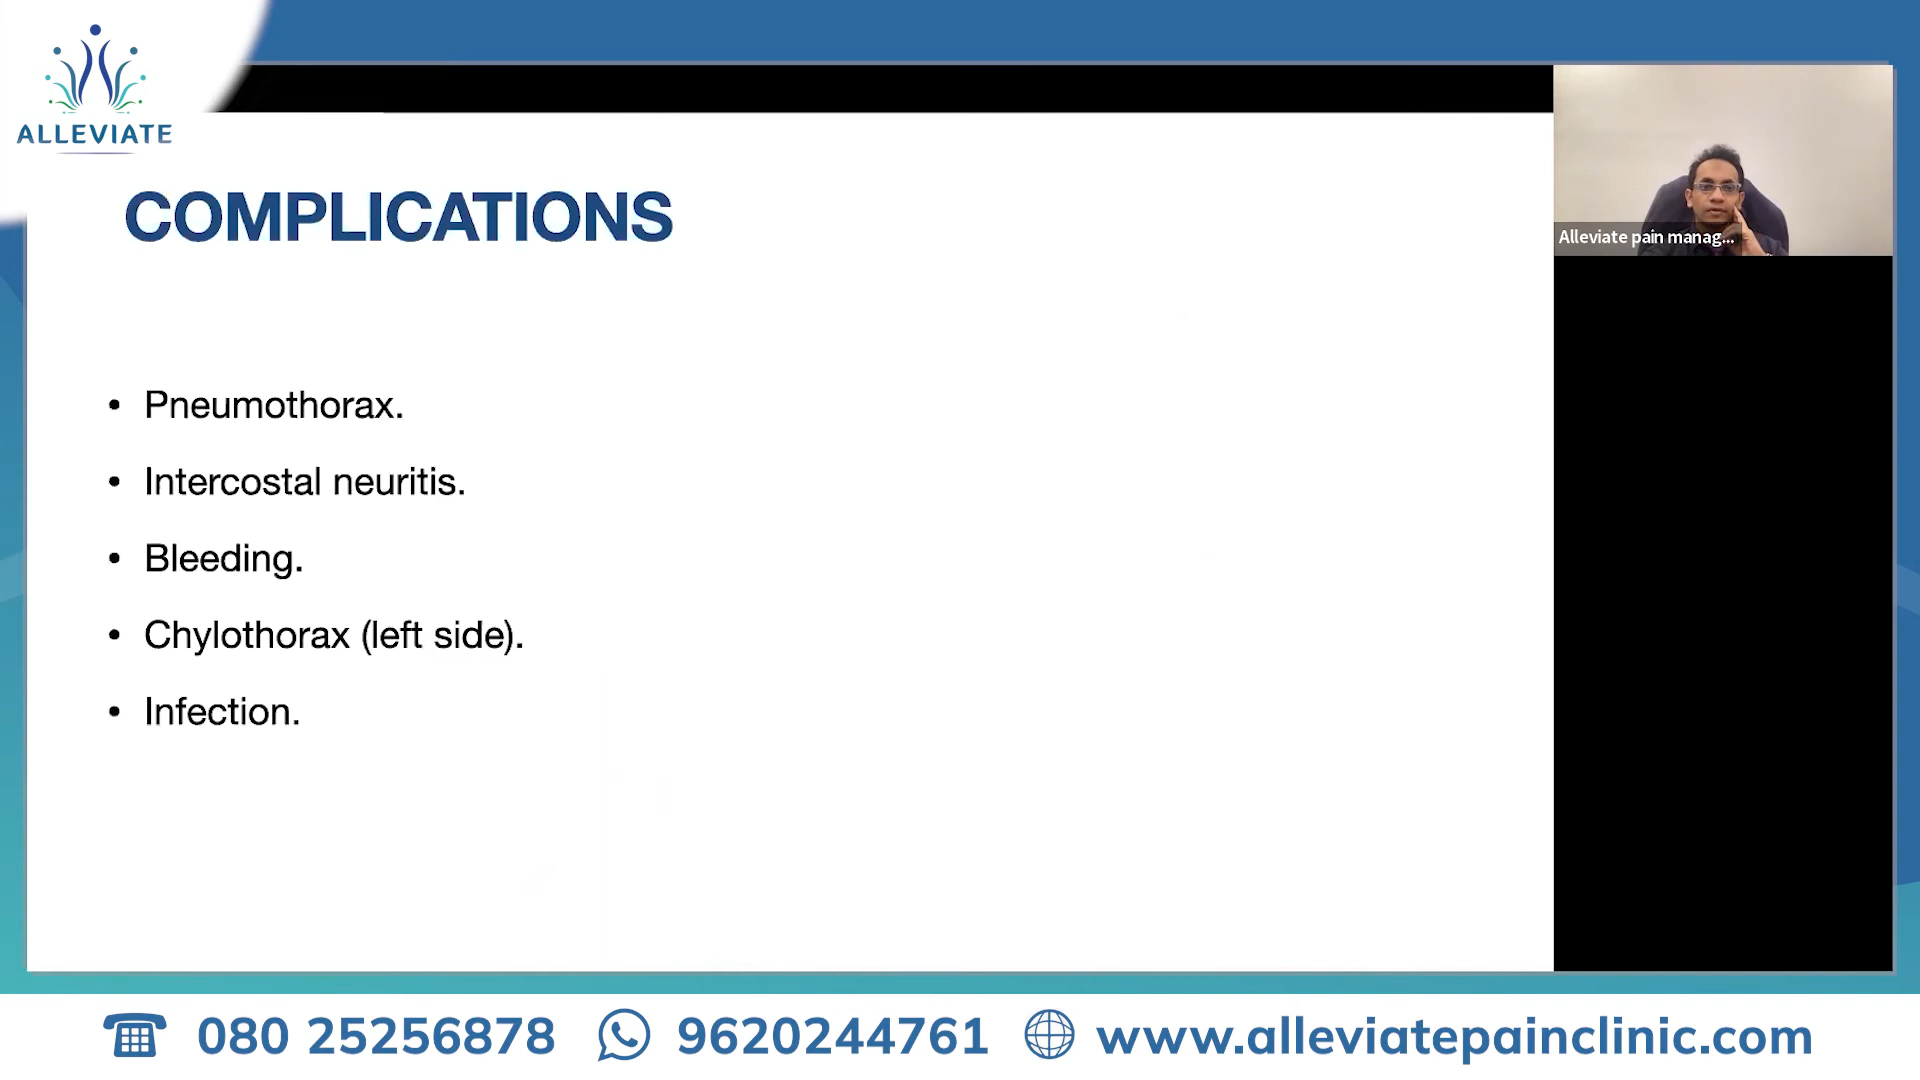 ALLEVIATE
COMPLICATIONS
• Pneumothorax.
• Intercostal neuritis.
• Bleeding.
• Chylothorax (left side).
• Infection.
Alleviate pain manag...
080 25256878 9620244761 www.alleviatepainclinic.com